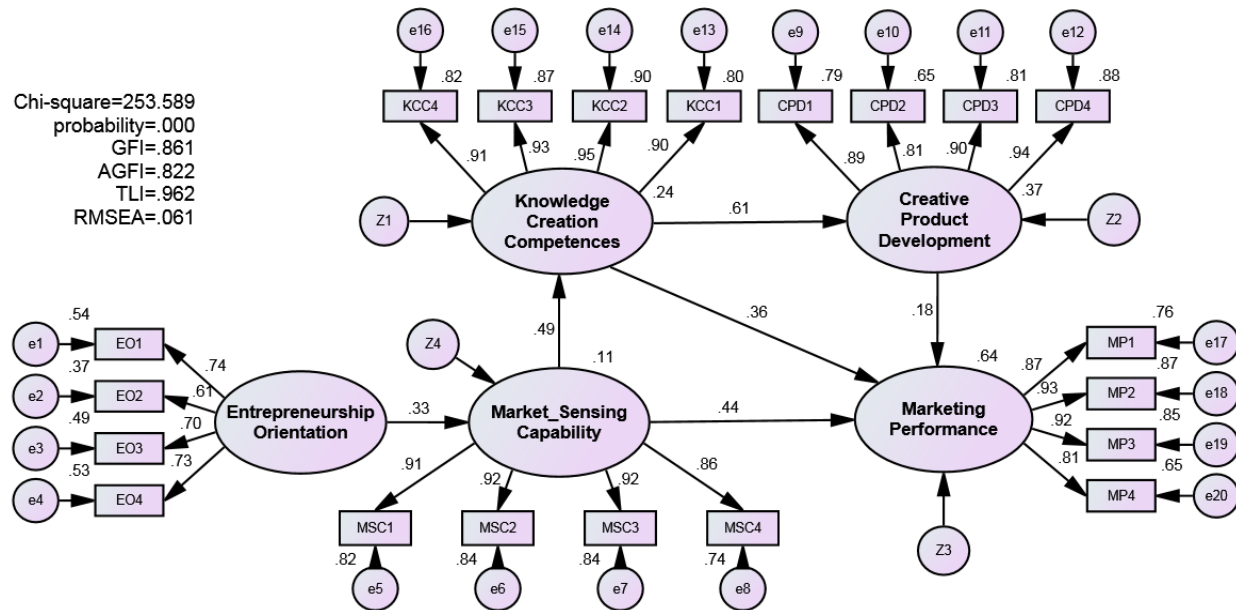 e16 e15 e14 e13 e9 e10 e11 e12
.82 .87 .90 .80 .79 .65 .81 .88
KCC4 KCC3 KCC2 KCC1 CPD1 CPD2 CPD3 CPD4
.91 .93 .95 .90 .89 .81 .90 .94
Chi-square=253.589
probability=.000
GFI=.861
AGFI=.822
TLI=.962
RMSEA=.061
Z1
Knowledge
Creation
Competences
.24
.61
Creative
Product
Development
.37
Z2
.49
.36
.18
.54
e1 EO1
.74
.37
e2 EO2
.61
.49
e3 EO3
.70
.53
e4 EO4
.73
Entrepreneurship
Orientation
.33
Z4
.11
Market_Sensing
Capability
.44
.64
Marketing
Performance
Z3
.76
.87
MP1 e17
.87
.93
MP2 e18
.85
.92
MP3 e19
.65
.81
MP4 e20
.91 .92 .92 .86
MSC1 MSC2 MSC3 MSC4
.82 .84 .84 .74
e5 e6 e7 e8